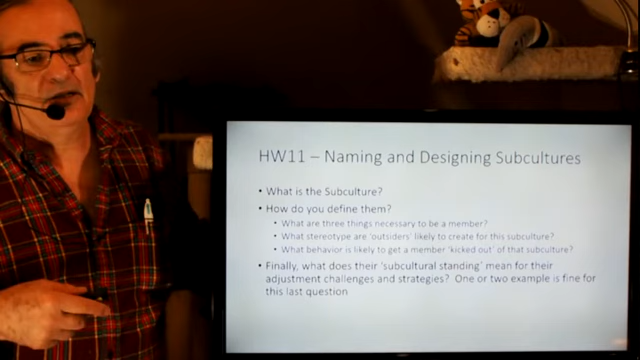 HW11 – Naming and Designing Subcultures
• What is the Subculture?
• How do you define them?
• What are three things necessary to be a member?
• What stereotype are 'outsiders' likely to create for this subculture?
• What behavior is likely to get a member 'kicked out' of that subculture?
• Finally, what does their 'subcultural standing' mean for their
adjustment challenges and strategies? One or two example is fine for
this last question